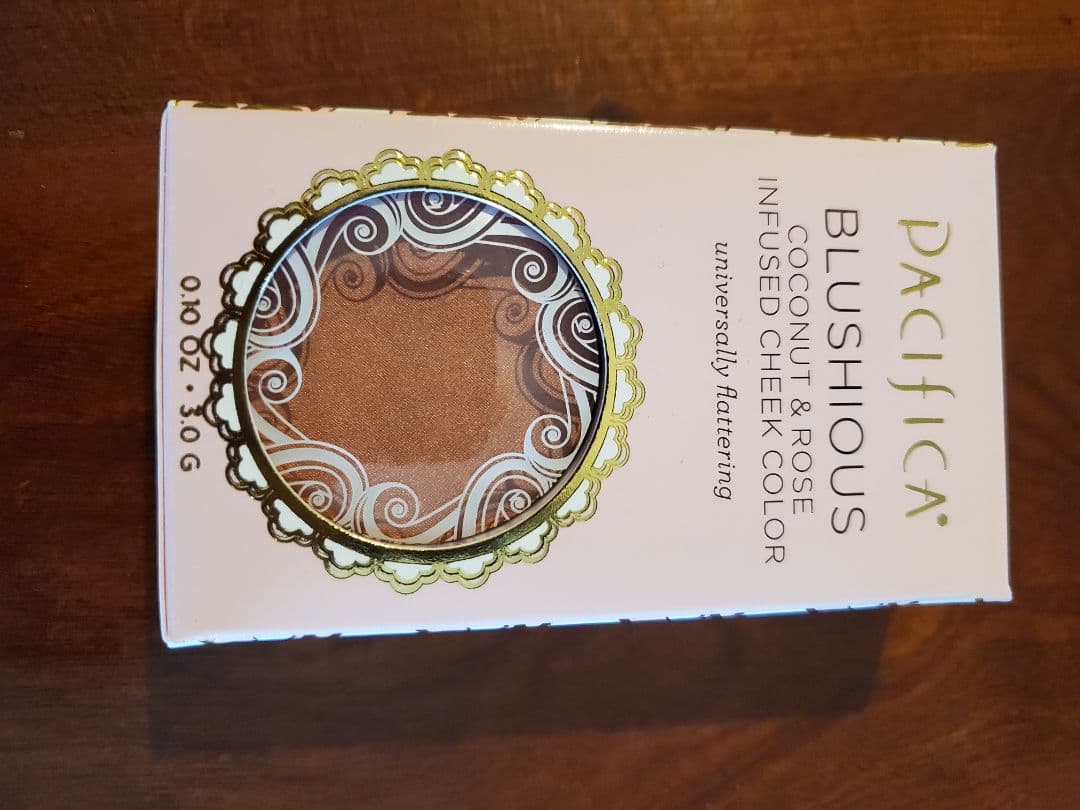 PACIFICA
BLUSHIOUS
COCONUT & ROSE
INFUSED CHEEK COLOR
universally flattering
0.10 OZ • 3.0 G